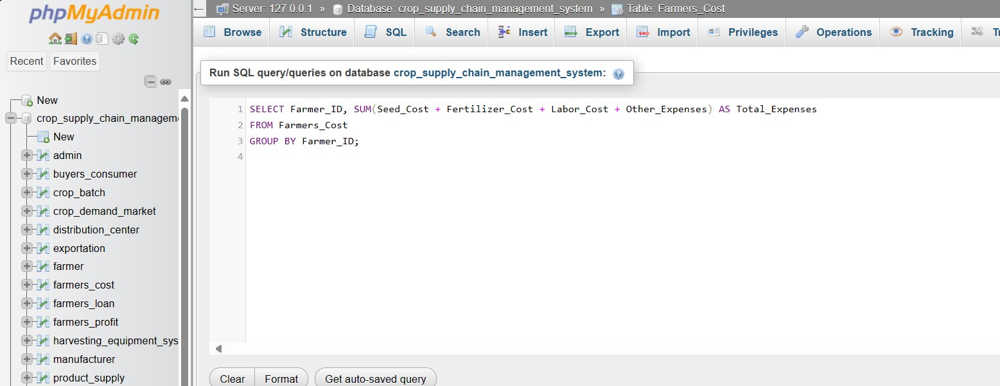 phpMyAdmin
Recent Favorites
New
crop_supply_chain_managem
New
admin
buyers_consumer
crop_batch
crop_demand_market
distribution_center
exportation
farmer
farmers_cost
farmers_loan
farmers_profit
harvesting_equipment_sys
manufacturer
product_supply
Server: 127.0.0.1 » Database: crop_supply_chain_management_system » Table: Farmers_Cost
Browse Structure SQL Search Insert Export Import Privileges Operations Tracking T
Run SQL query/queries on database crop_supply_chain_management_system:
1 SELECT Farmer_ID, SUM(Seed_Cost + Fertilizer_Cost + Labor_Cost + Other_Expenses) AS Total_Expenses
2 FROM Farmers_Cost
3 GROUP BY Farmer_ID;
4
Clear Format Get auto-saved query